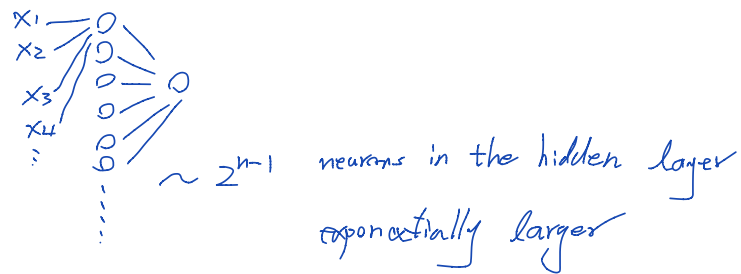 x1
x2
x3
x4
~ 2^{n-1} neurons in the hidden layer
exponentially larger